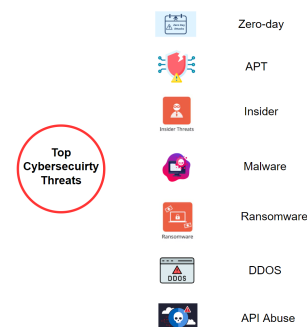 Zero-day
APT
Insider
Insider Threats
Top
Cybersecuirty
Threats
Malware
Ransomware
Ransomware
DDOS
DDOS
API Abuse